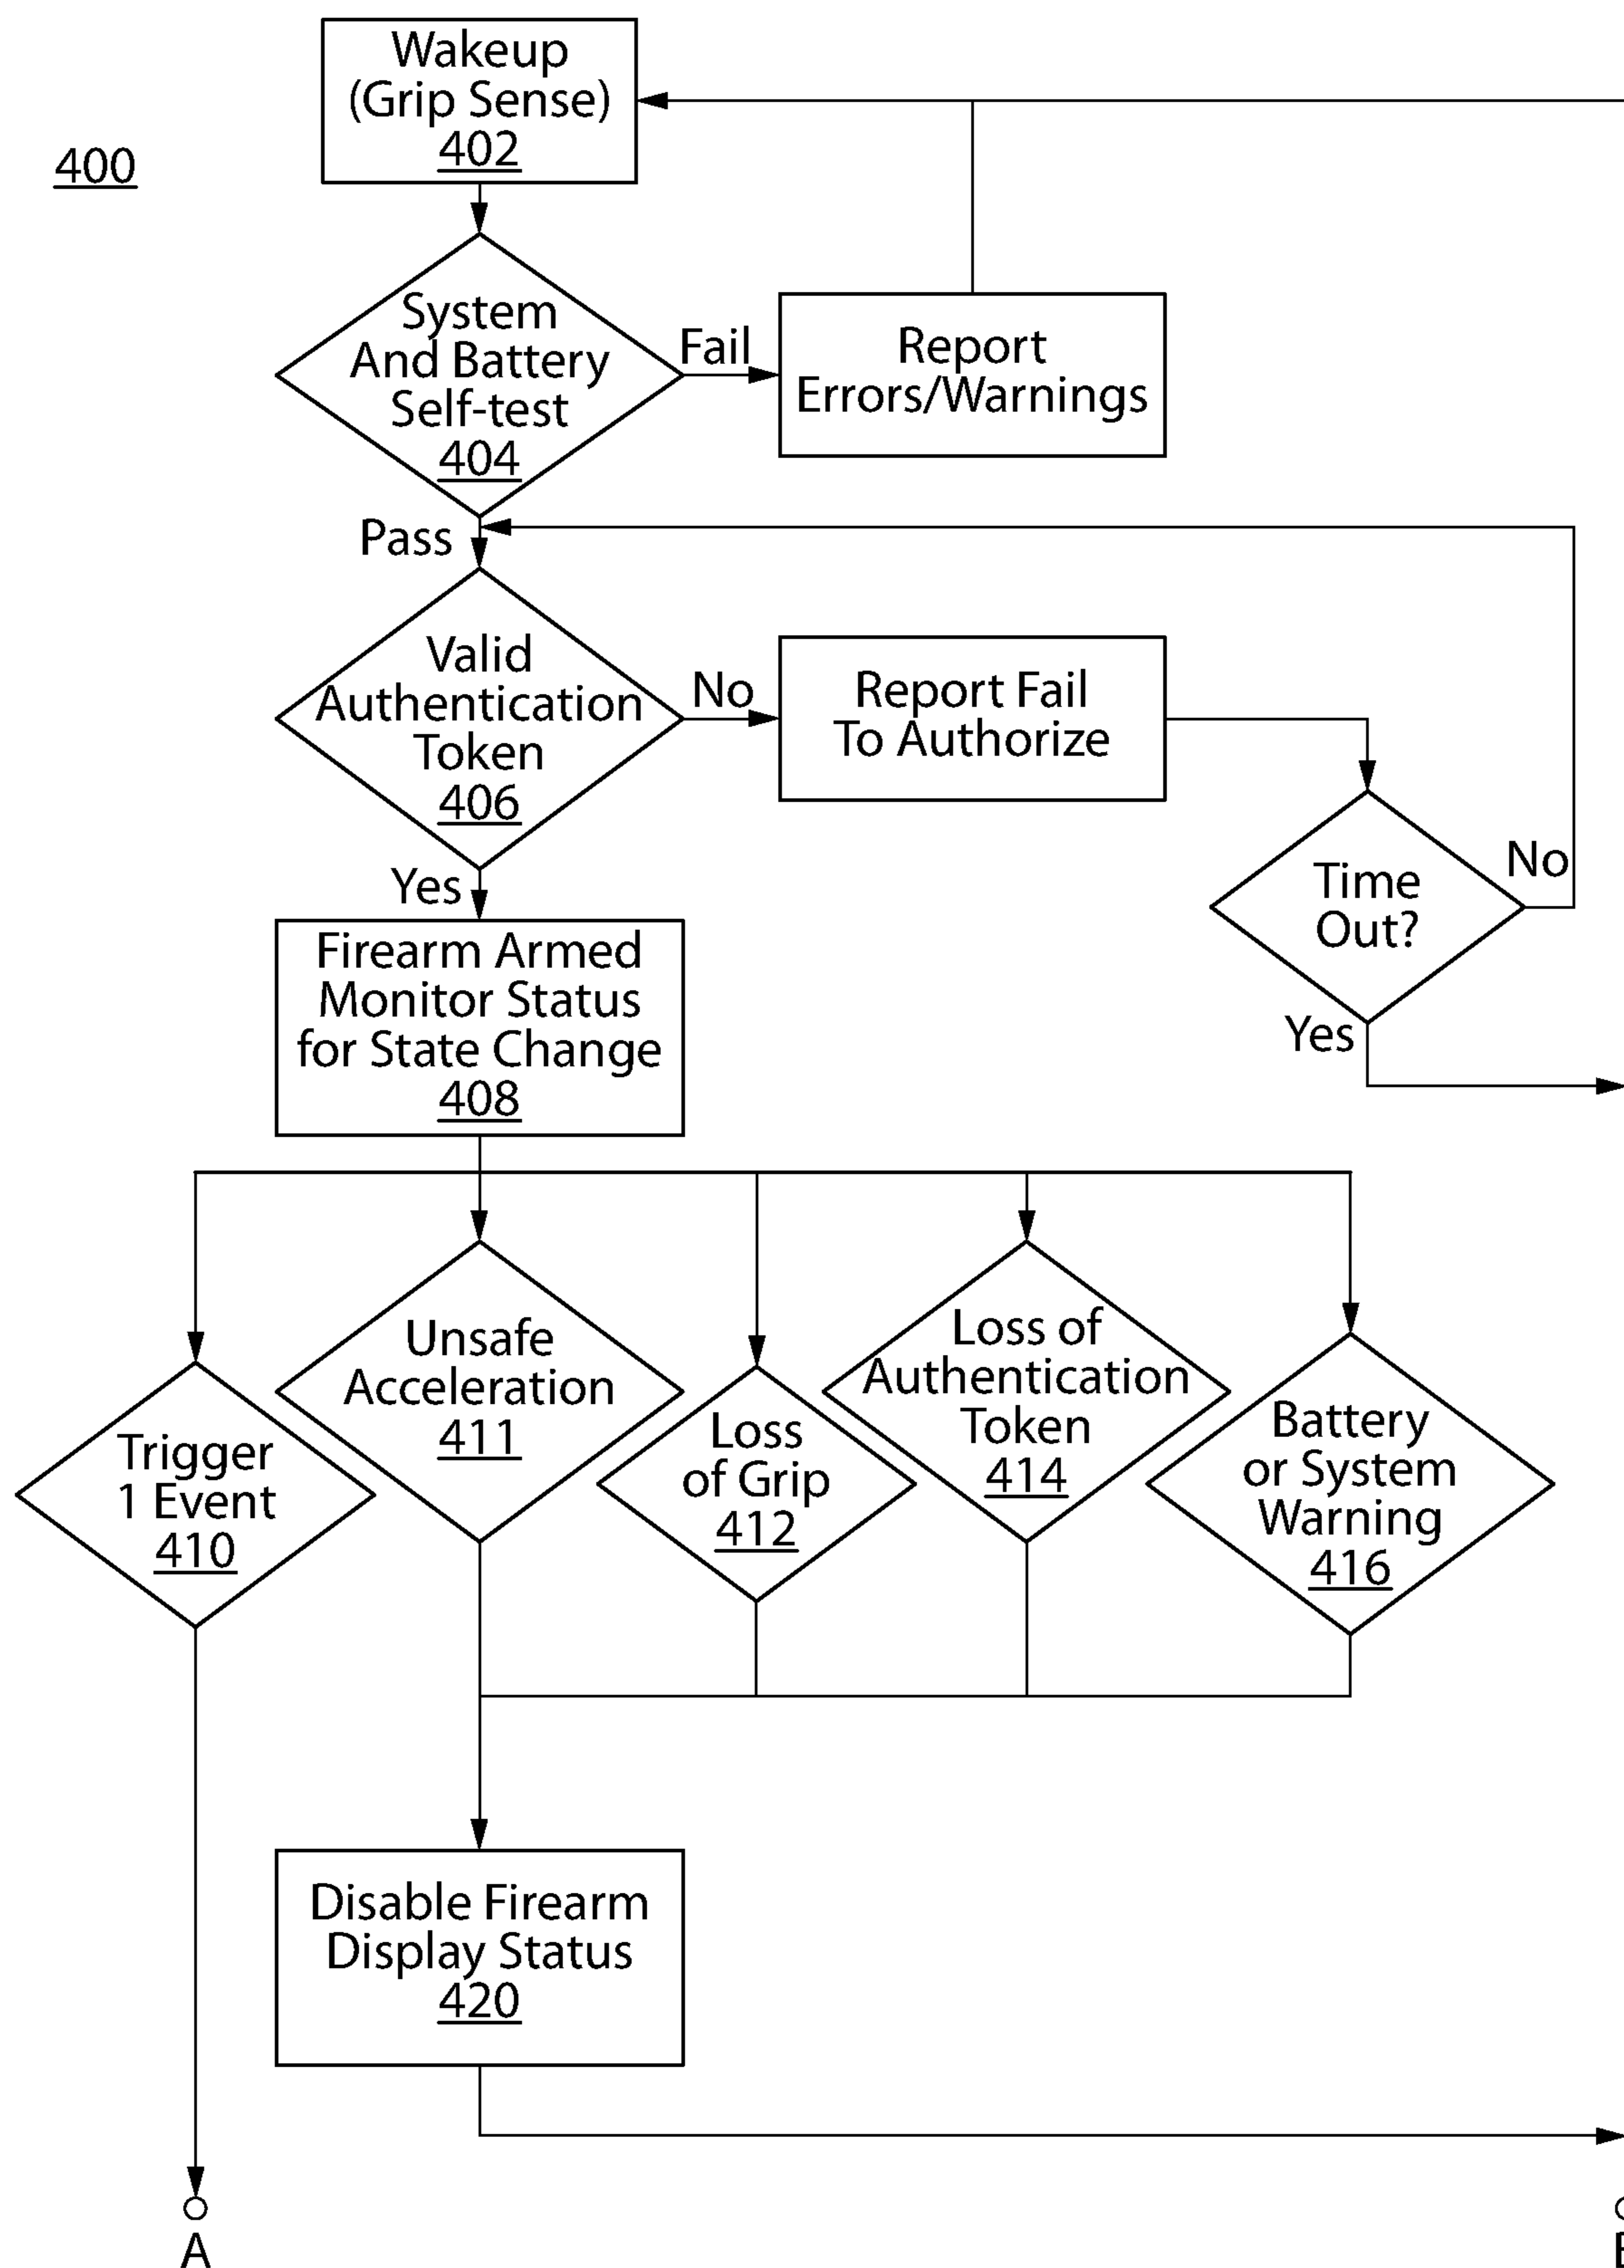 Wakeup
(Grip Sense)
402
400
System
And Battery
Self-test
404
Fail
Report
Errors/Warnings
Pass
Valid
Authentication
Token
406
No
Report Fail
To Authorize
Time
Out?
No
Yes
Yes
Firearm Armed
Monitor Status
for State Change
408
Trigger
1 Event
410
Unsafe
Acceleration
411
Loss
of Grip
412
Loss of
Authentication
Token
414
Battery
or System
Warning
416
Disable Firearm
Display Status
420
A